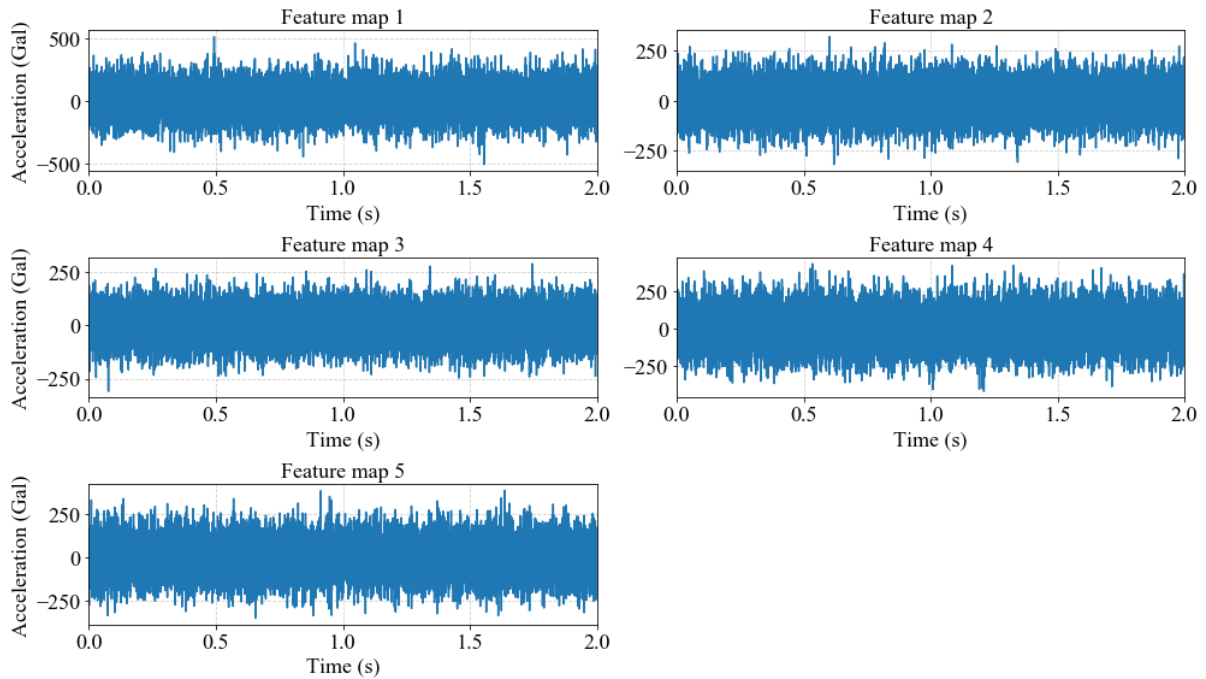 Feature map 1
Acceleration (Gal)
500
0
−500
0.0 0.5 1.0 1.5 2.0
Time (s)
Feature map 2
250
0
−250
0.0 0.5 1.0 1.5 2.0
Time (s)
Feature map 3
Acceleration (Gal)
250
0
−250
0.0 0.5 1.0 1.5 2.0
Time (s)
Feature map 4
250
0
−250
0.0 0.5 1.0 1.5 2.0
Time (s)
Feature map 5
Acceleration (Gal)
250
0
−250
0.0 0.5 1.0 1.5 2.0
Time (s)